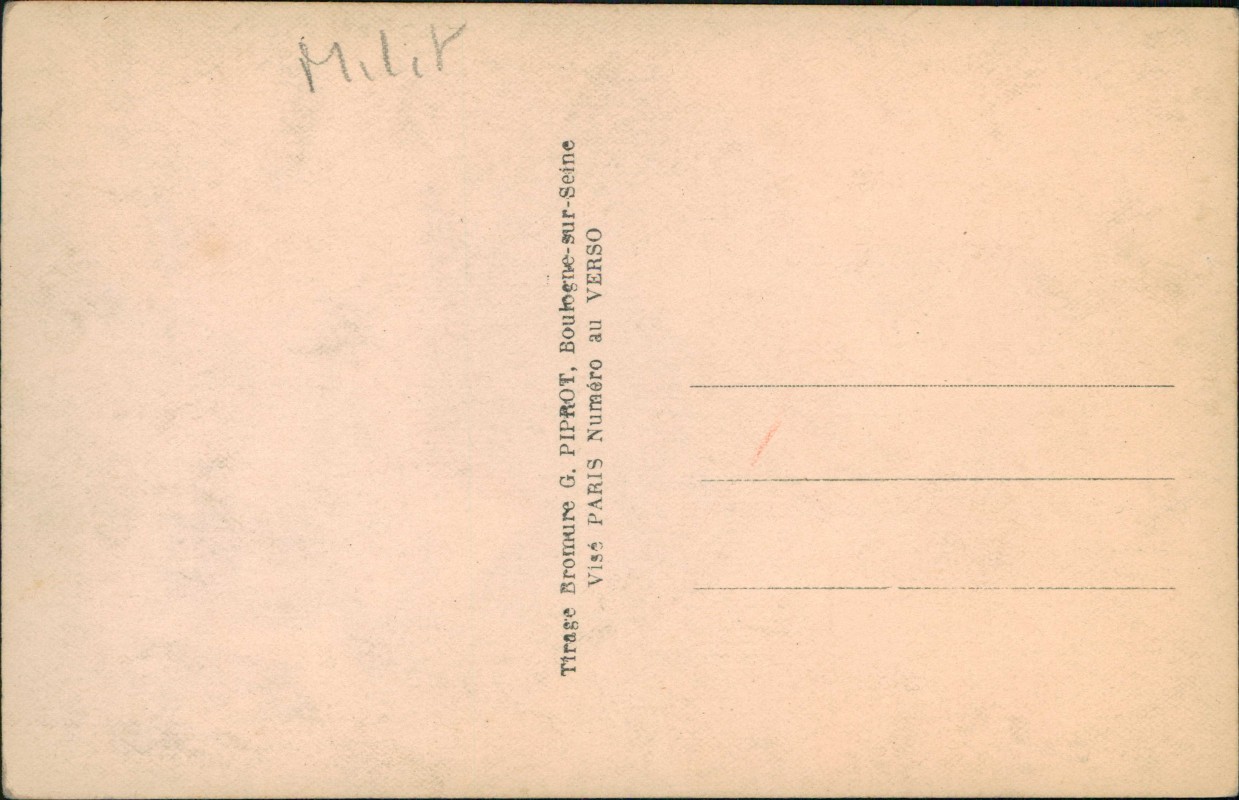 Milit
Tirage Bromure G. PIPROT, Boulogne-sur-Seine
Visé PARIS Numéro au VERSO